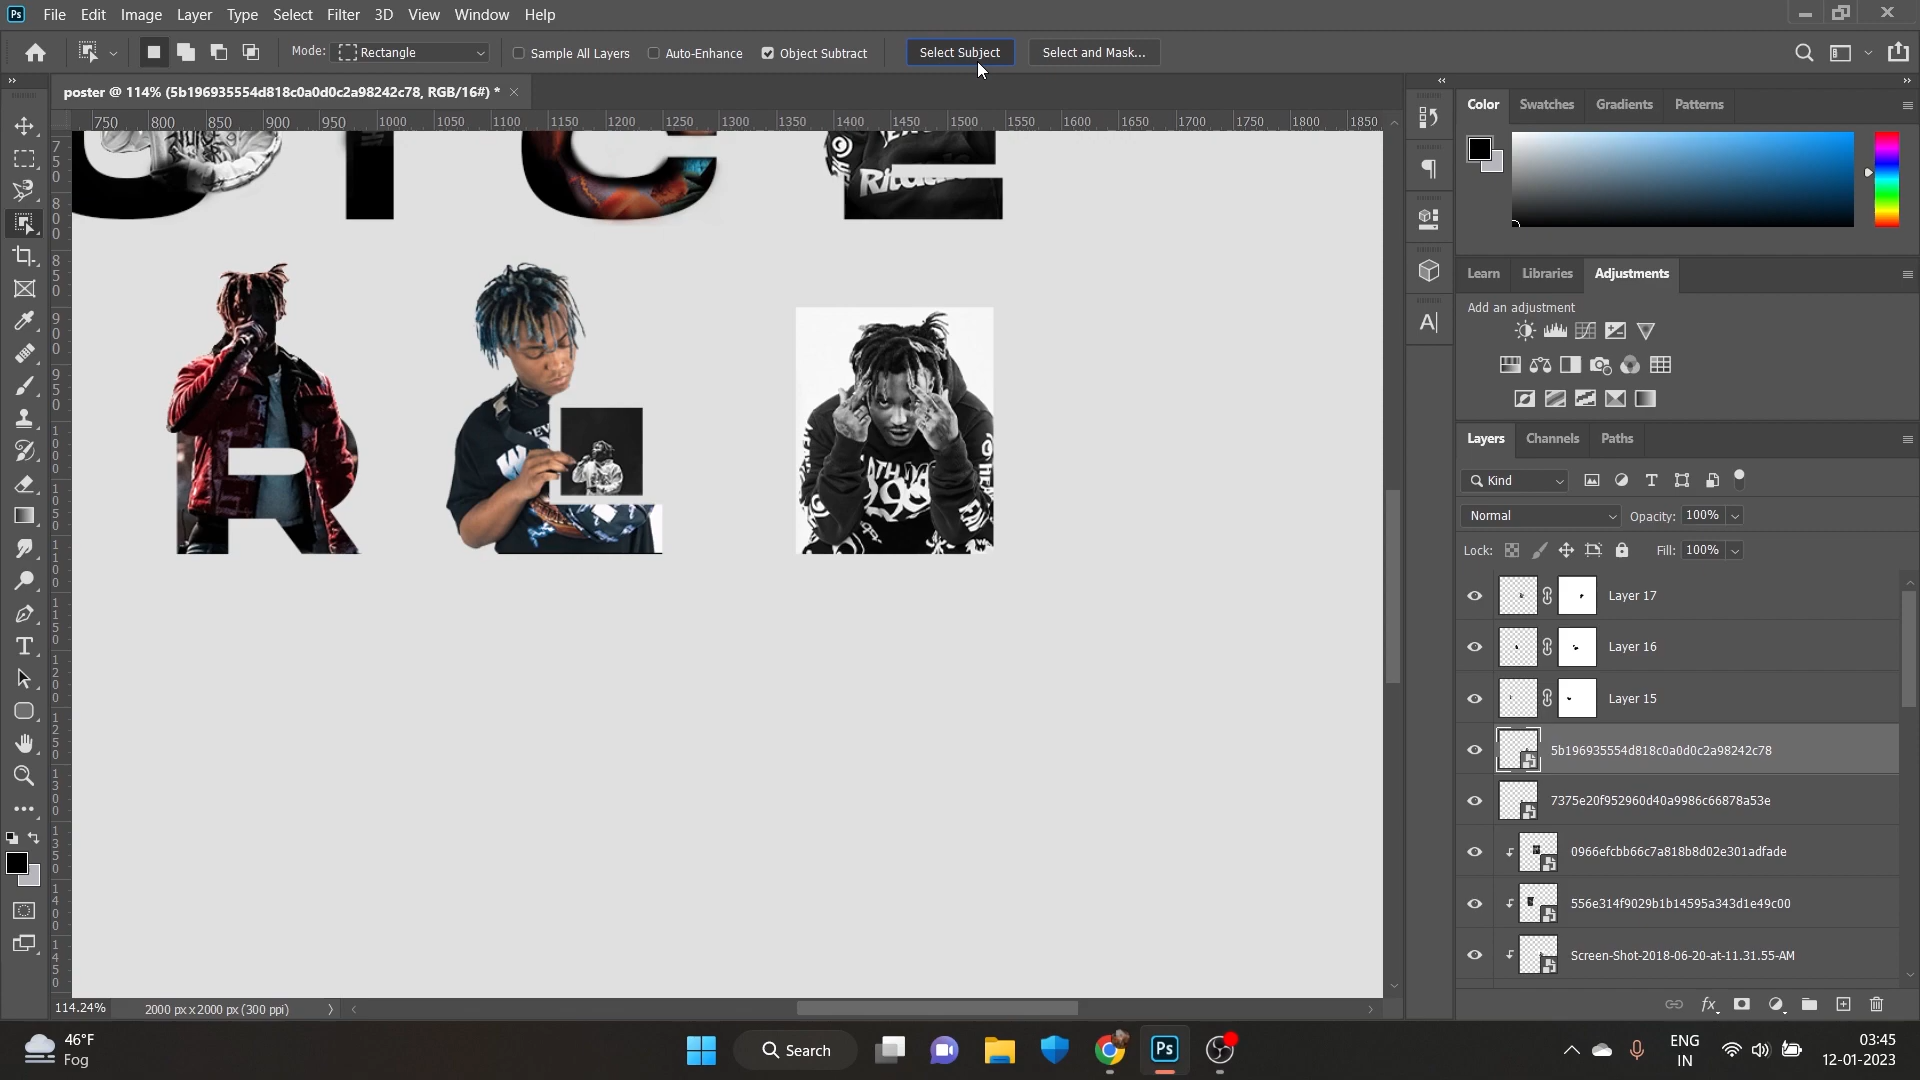 Ps File Edit Image Layer Type Select Filter 3D View Window Help
Mode: Rectangle Sample All Layers Auto-Enhance Object Subtract Select Subject Select and Mask...
poster @ 114% (5b196935554d818c0a0d0c2a98242c78, RGB/16#) *
750 800 850 900 950 1000 1050 1100 1150 1200 1250 1300 1350 1400 1450 1500 1550 1600 1650 1700 1750 1800 1850
Color Swatches Gradients Patterns
Learn Libraries Adjustments
Add an adjustment
Layers Channels Paths
Kind
Normal Opacity: 100%
Lock: Fill: 100%
Layer 17
Layer 16
Layer 15
5b196935554d818c0a0d0c2a98242c78
7375e20f952960d40a9986c66878a53e
0966efcbb66c7a818b8d02e301adfade
556e314f9029b1b14595a343d1e49c00
Screen-Shot-2018-06-20-at-11.31.55-AM
114.24% 2000 px x 2000 px (300 ppi)
46°F
Fog
Search
Ps
ENG
IN
03:45
12-01-2023